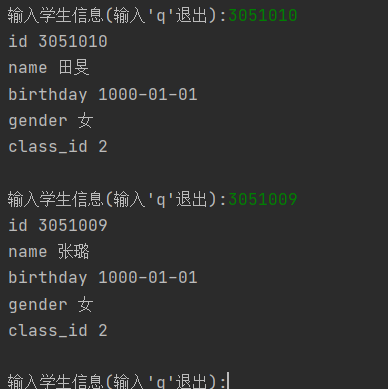 输入学生信息(输入'q'退出):3051010
id 3051010
name 田旻
birthday 1000-01-01
gender 女
class_id 2
输入学生信息(输入'q'退出):3051009
id 3051009
name 张璐
birthday 1000-01-01
gender 女
class_id 2
输入学生信息(输入'q'退出):